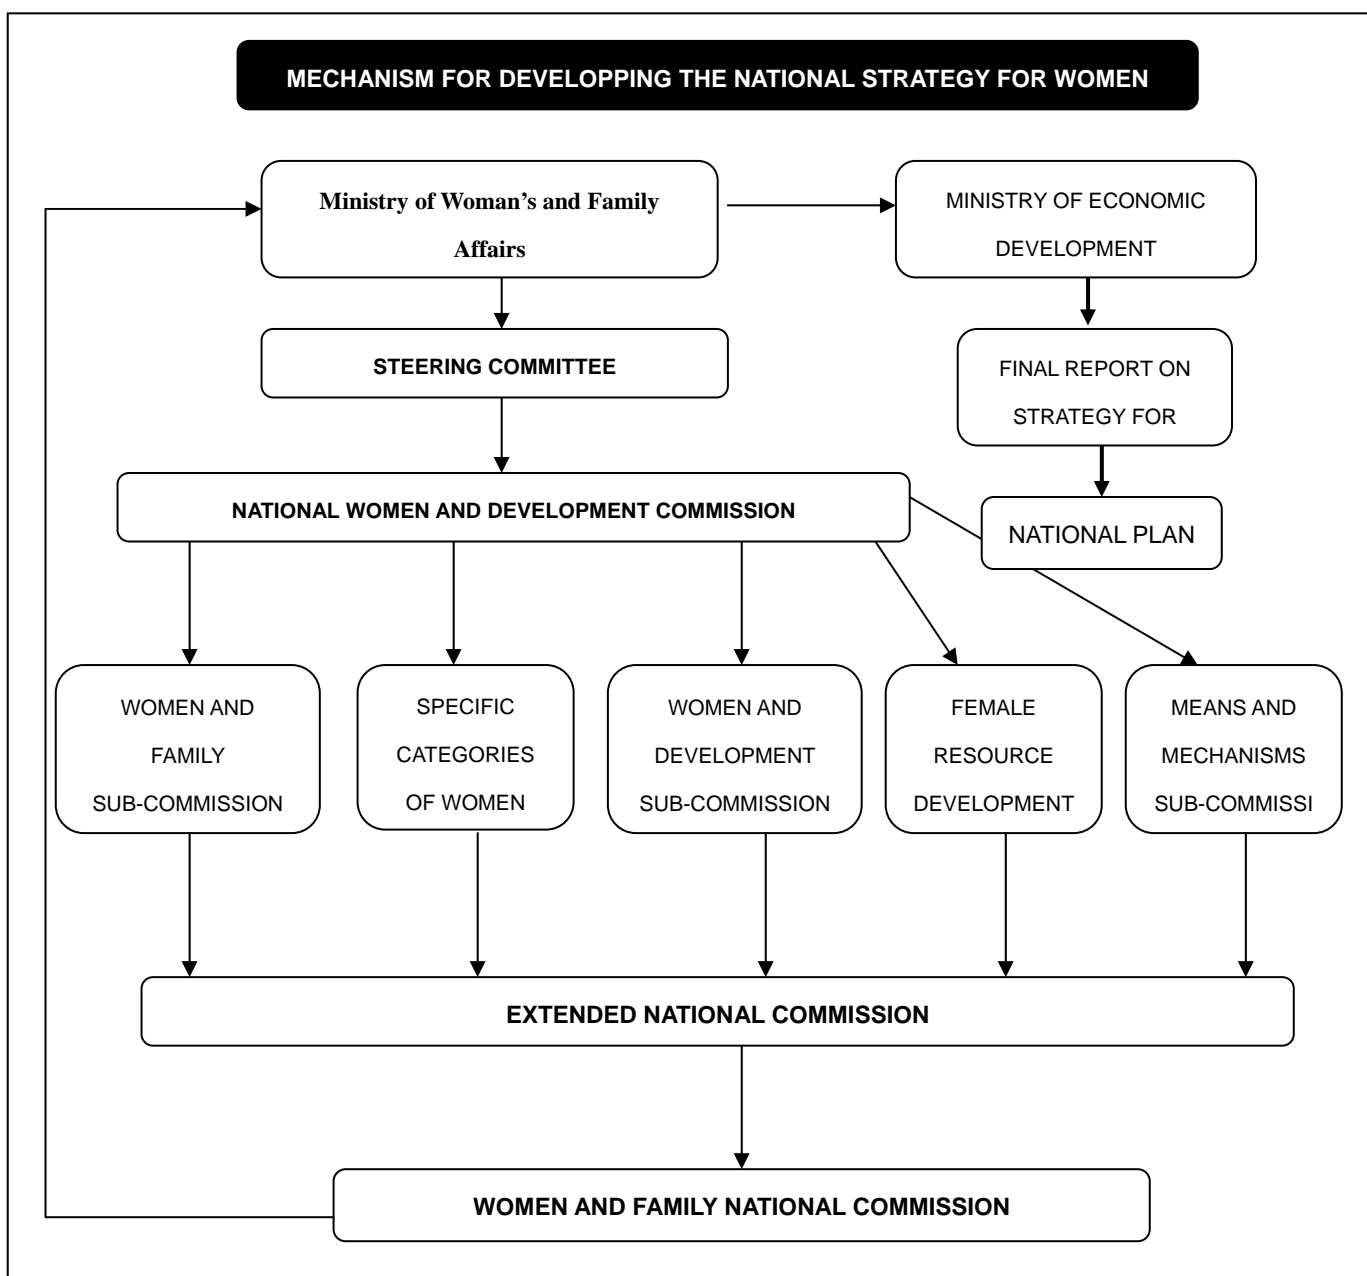 MECHANISM FOR DEVELOPPING THE NATIONAL STRATEGY FOR WOMEN
Ministry of Woman’s and Family
Affairs
MINISTRY OF ECONOMIC
DEVELOPMENT
STEERING COMMITTEE
FINAL REPORT ON
STRATEGY FOR
NATIONAL WOMEN AND DEVELOPMENT COMMISSION
NATIONAL PLAN
WOMEN AND
FAMILY
SUB-COMMISSION
SPECIFIC
CATEGORIES
OF WOMEN
WOMEN AND
DEVELOPMENT
SUB-COMMISSION
FEMALE
RESOURCE
DEVELOPMENT
MEANS AND
MECHANISMS
SUB-COMMISSI
EXTENDED NATIONAL COMMISSION
WOMEN AND FAMILY NATIONAL COMMISSION